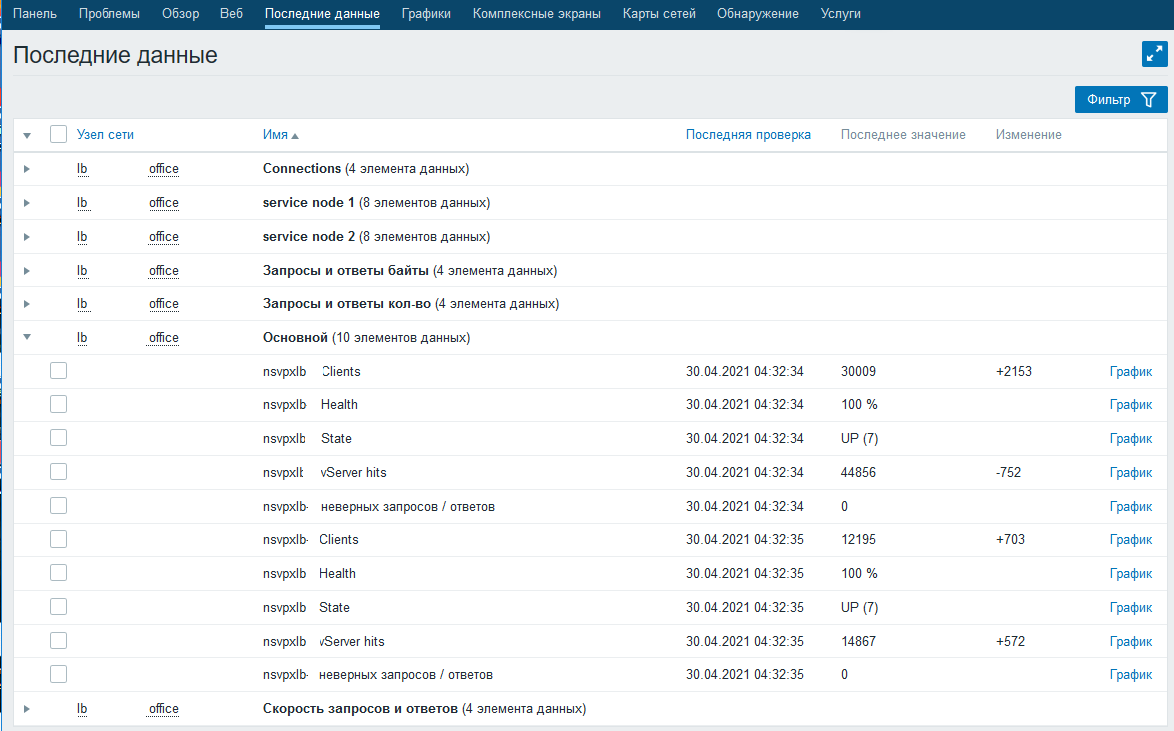 Панель Проблемы Обзор Веб Последние данные Графики Комплексные экраны Карты сетей Обнаружение Услуги
Последние данные
Фильтр
Узел сети Имя Последняя проверка Последнее значение Изменение
lb office Connections (4 элемента данных)
lb office service node 1 (8 элементов данных)
lb office service node 2 (8 элементов данных)
lb office Запросы и ответы байты (4 элемента данных)
lb office Запросы и ответы кол-во (4 элемента данных)
lb office Основной (10 элементов данных)
nsvpxlb Clients 30.04.2021 04:32:34 30009 +2153 График
nsvpxlb Health 30.04.2021 04:32:34 100 % График
nsvpxlb State 30.04.2021 04:32:34 UP (7) График
nsvpxlb vServer hits 30.04.2021 04:32:34 44856 -752 График
nsvpxlb- неверных запросов / ответов 30.04.2021 04:32:34 0 График
nsvpxlb- Clients 30.04.2021 04:32:35 12195 +703 График
nsvpxlb Health 30.04.2021 04:32:35 100 % График
nsvpxlb State 30.04.2021 04:32:35 UP (7) График
nsvpxlb vServer hits 30.04.2021 04:32:35 14867 +572 График
nsvpxlb- неверных запросов / ответов 30.04.2021 04:32:35 0 График
lb office Скорость запросов и ответов (4 элемента данных)